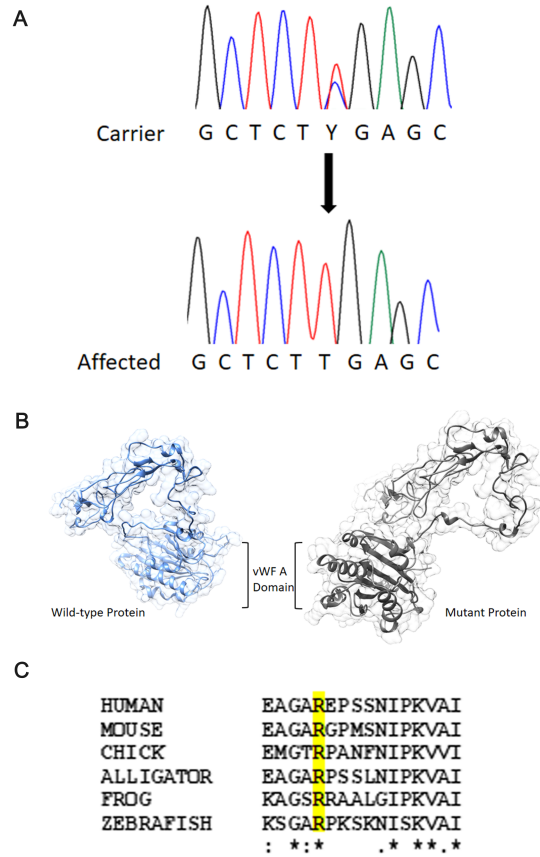 A
Carrier G C T C T Y G A G C
Affected G C T C T T G A G C
B
vWF A
Domain
Wild-type Protein
Mutant Protein
C
HUMAN EAGAREPSSNIPKVAI
MOUSE EAGARGPMSNIPKVAI
CHICK EMGTRPANFNIPKVVI
ALLIGATOR EAGARPSSLNIPKVAI
FROG KAGSRRAALGIPKVAI
ZEBRAFISH KSGARPKSKNISKVAI
: *:* .* **.*